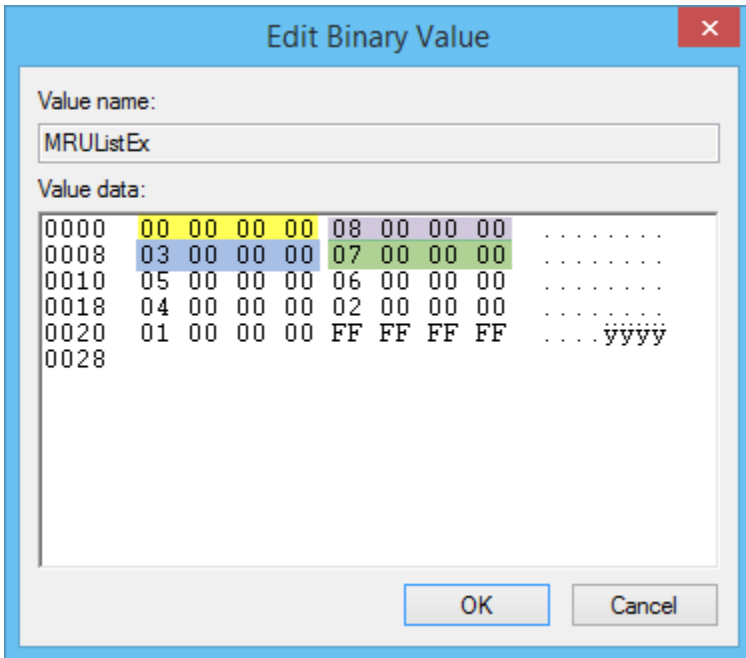 Edit Binary Value
×
Value name:
MRUListEx
Value data:
0000 00 00 00 00 08 00 00 00 ........
0008 03 00 00 00 07 00 00 00 ........
0010 05 00 00 00 06 00 00 00 ........
0018 04 00 00 00 02 00 00 00 ........
0020 01 00 00 00 FF FF FF FF ....ÿÿÿÿ
0028
OK Cancel